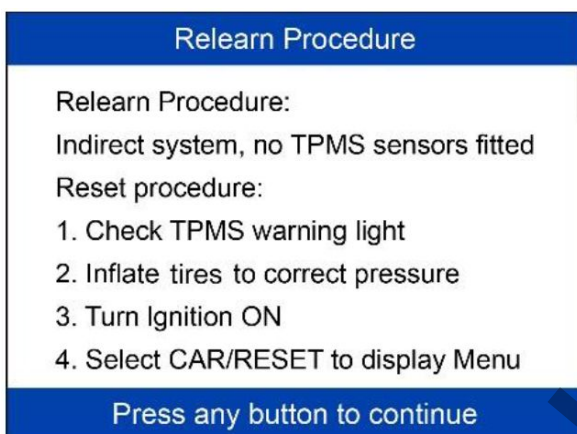 Relearn Procedure
Relearn Procedure:
Indirect system, no TPMS sensors fitted
Reset procedure:
1. Check TPMS warning light
2. Inflate tires to correct pressure
3. Turn Ignition ON
4. Select CAR/RESET to display Menu
Press any button to continue